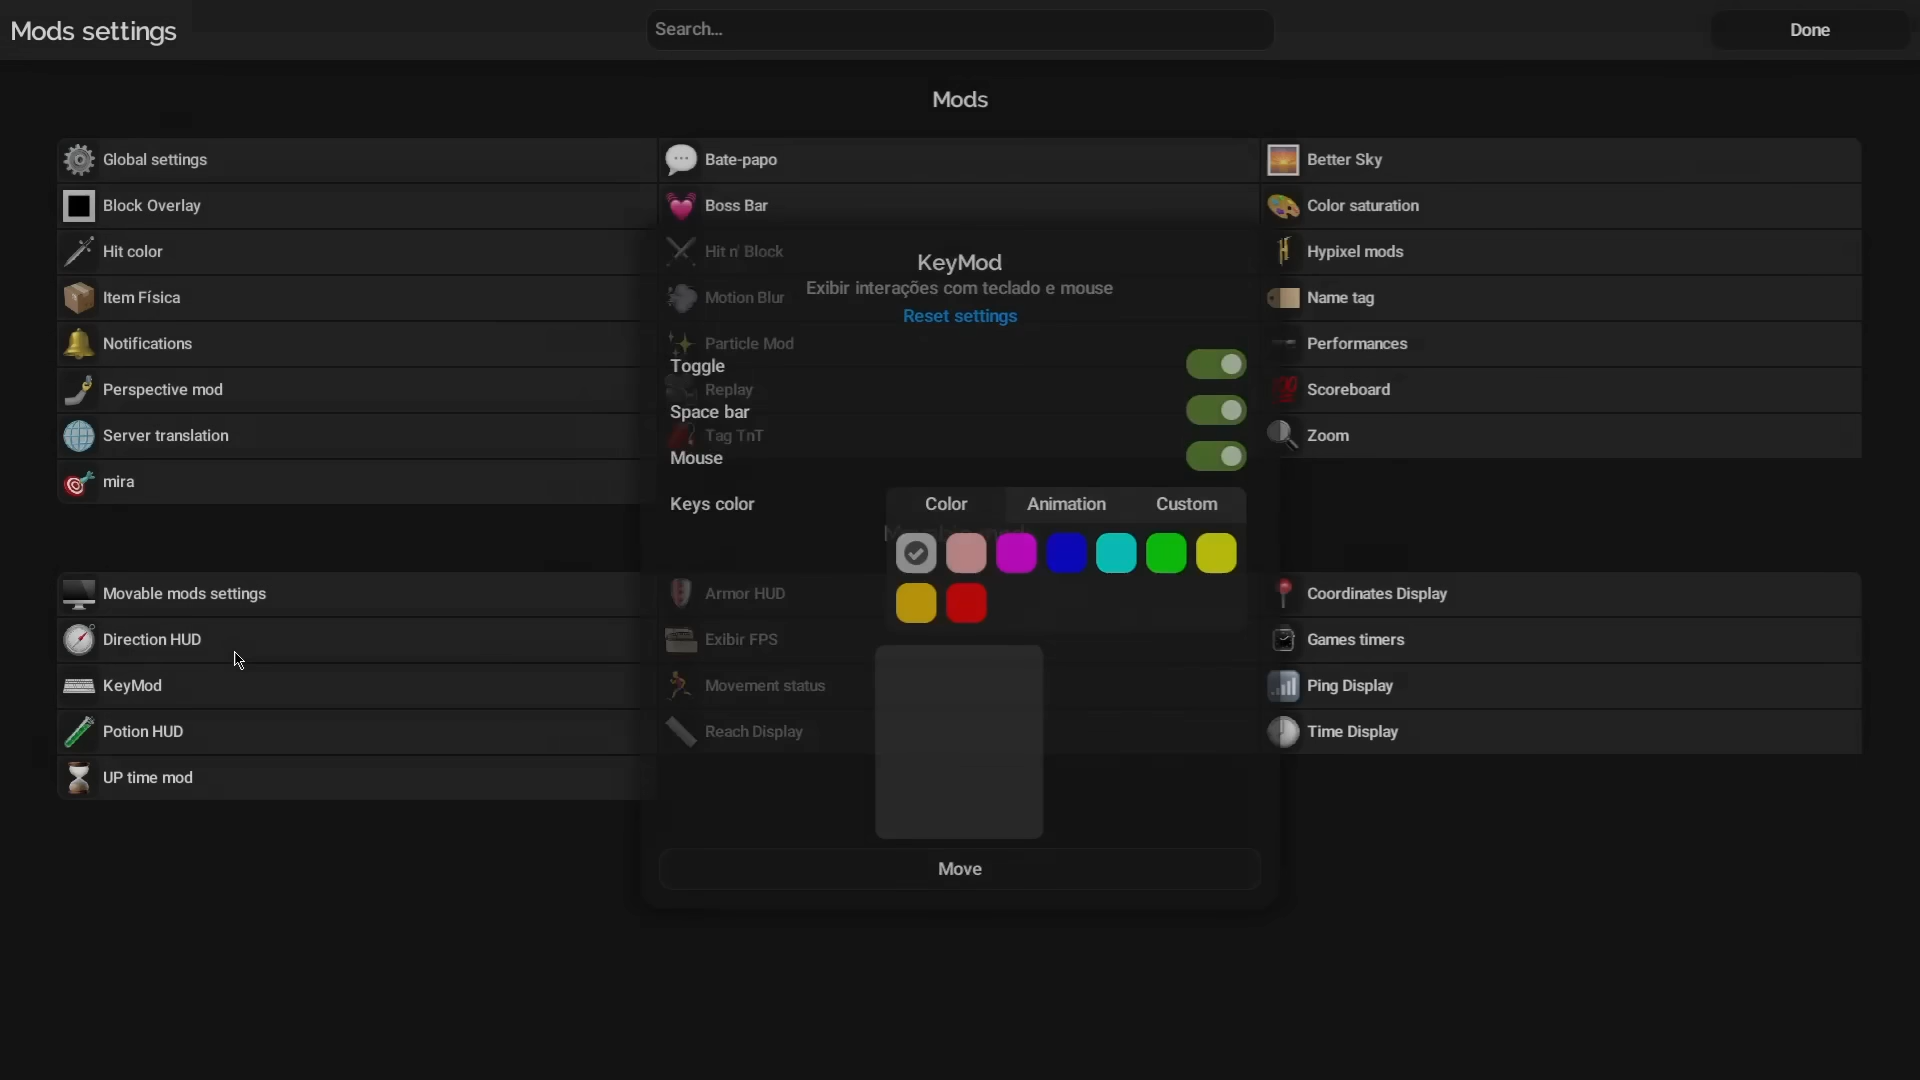 Mods settings
Search...
Done
Mods
Global settings
Bate-papo
Better Sky
Block Overlay
Boss Bar
Color saturation
Hit color
Hit n' Block
Hypixel mods
Item Física
Motion Blur
Name tag
Notifications
Particle Mod
Performances
Perspective mod
Replay
Scoreboard
Server translation
Tag TnT
Zoom
mira
KeyMod
Exibir interações com teclado e mouse
Reset settings
Toggle
Space bar
Mouse
Keys color
Color
Animation
Custom
Movable mods settings
Armor HUD
Coordinates Display
Direction HUD
Exibir FPS
Games timers
KeyMod
Movement status
Ping Display
Potion HUD
Reach Display
Time Display
UP time mod
Move